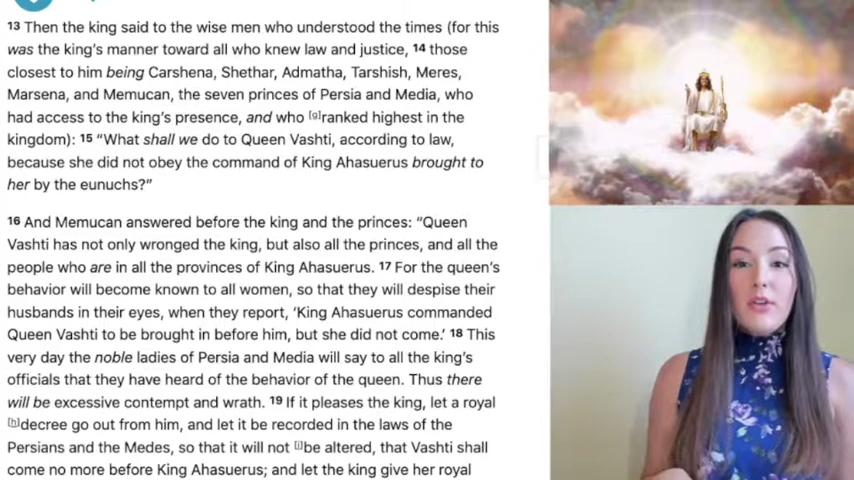 13 Then the king said to the wise men who understood the times (for this
was the king's manner toward all who knew law and justice, 14 those
closest to him being Carshena, Shethar, Admatha, Tarshish, Meres,
Marsena, and Memucan, the seven princes of Persia and Media, who
had access to the king's presence, and who [g]ranked highest in the
kingdom): 15 "What shall we do to Queen Vashti, according to law,
because she did not obey the command of King Ahasuerus brought to
her by the eunuchs?"
16 And Memucan answered before the king and the princes: "Queen
Vashti has not only wronged the king, but also all the princes, and all the
people who are in all the provinces of King Ahasuerus. 17 For the queen's
behavior will become known to all women, so that they will despise their
husbands in their eyes, when they report, 'King Ahasuerus commanded
Queen Vashti to be brought in before him, but she did not come.' 18 This
very day the noble ladies of Persia and Media will say to all the king's
officials that they have heard of the behavior of the queen. Thus there
will be excessive contempt and wrath. 19 If it pleases the king, let a royal
[h]decree go out from him, and let it be recorded in the laws of the
Persians and the Medes, so that it will not [i]be altered, that Vashti shall
come no more before King Ahasuerus; and let the king give her royal